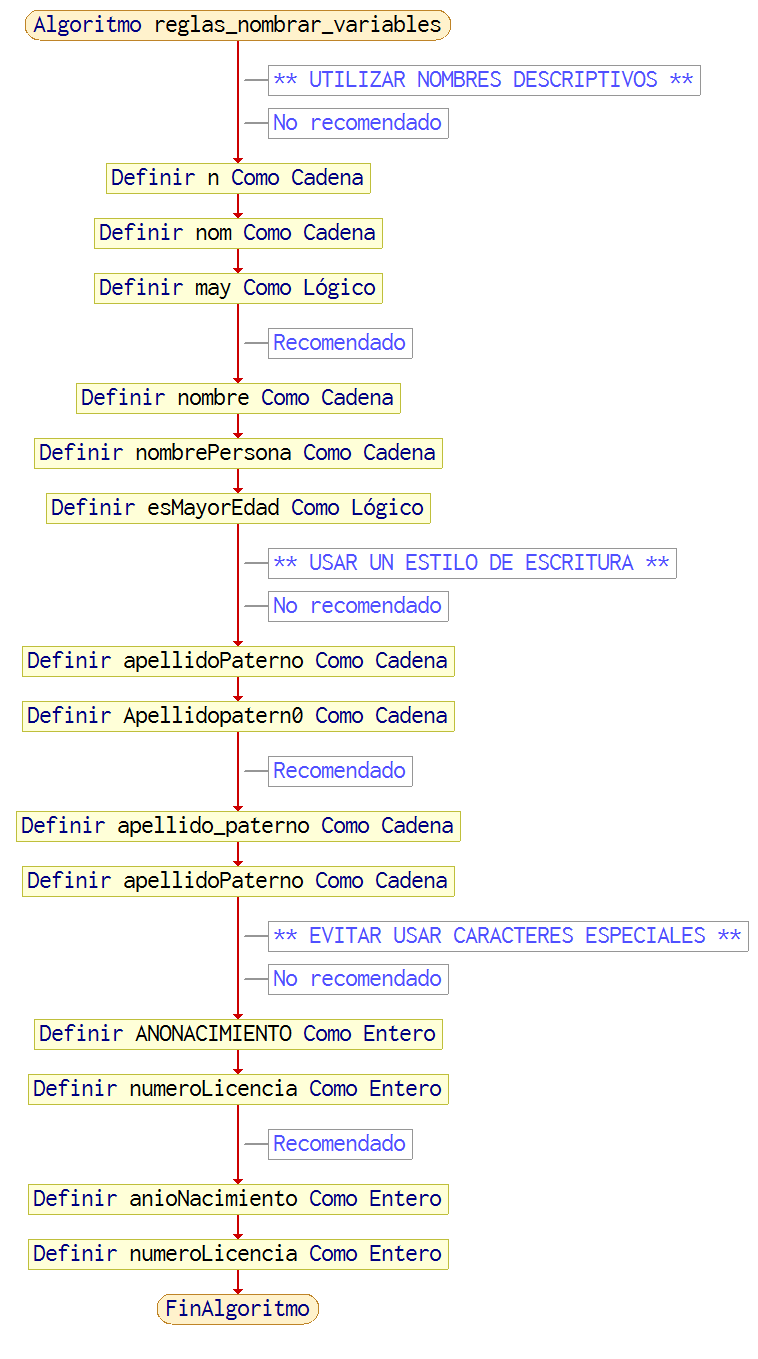 Algoritmo reglas_nombrar_variables
** UTILIZAR NOMBRES DESCRIPTIVOS **
No recomendado
Definir n Como Cadena
Definir nom Como Cadena
Definir may Como Lógico
Recomendado
Definir nombre Como Cadena
Definir nombrePersona Como Cadena
Definir esMayorEdad Como Lógico
** USAR UN ESTILO DE ESCRITURA **
No recomendado
Definir apellidoPaterno Como Cadena
Definir Apellidopatern0 Como Cadena
Recomendado
Definir apellido_paterno Como Cadena
Definir apellidoPaterno Como Cadena
** EVITAR USAR CARACTERES ESPECIALES **
No recomendado
Definir ANONACIMIENTO Como Entero
Definir numeroLicencia Como Entero
Recomendado
Definir anioNacimiento Como Entero
Definir numeroLicencia Como Entero
FinAlgoritmo